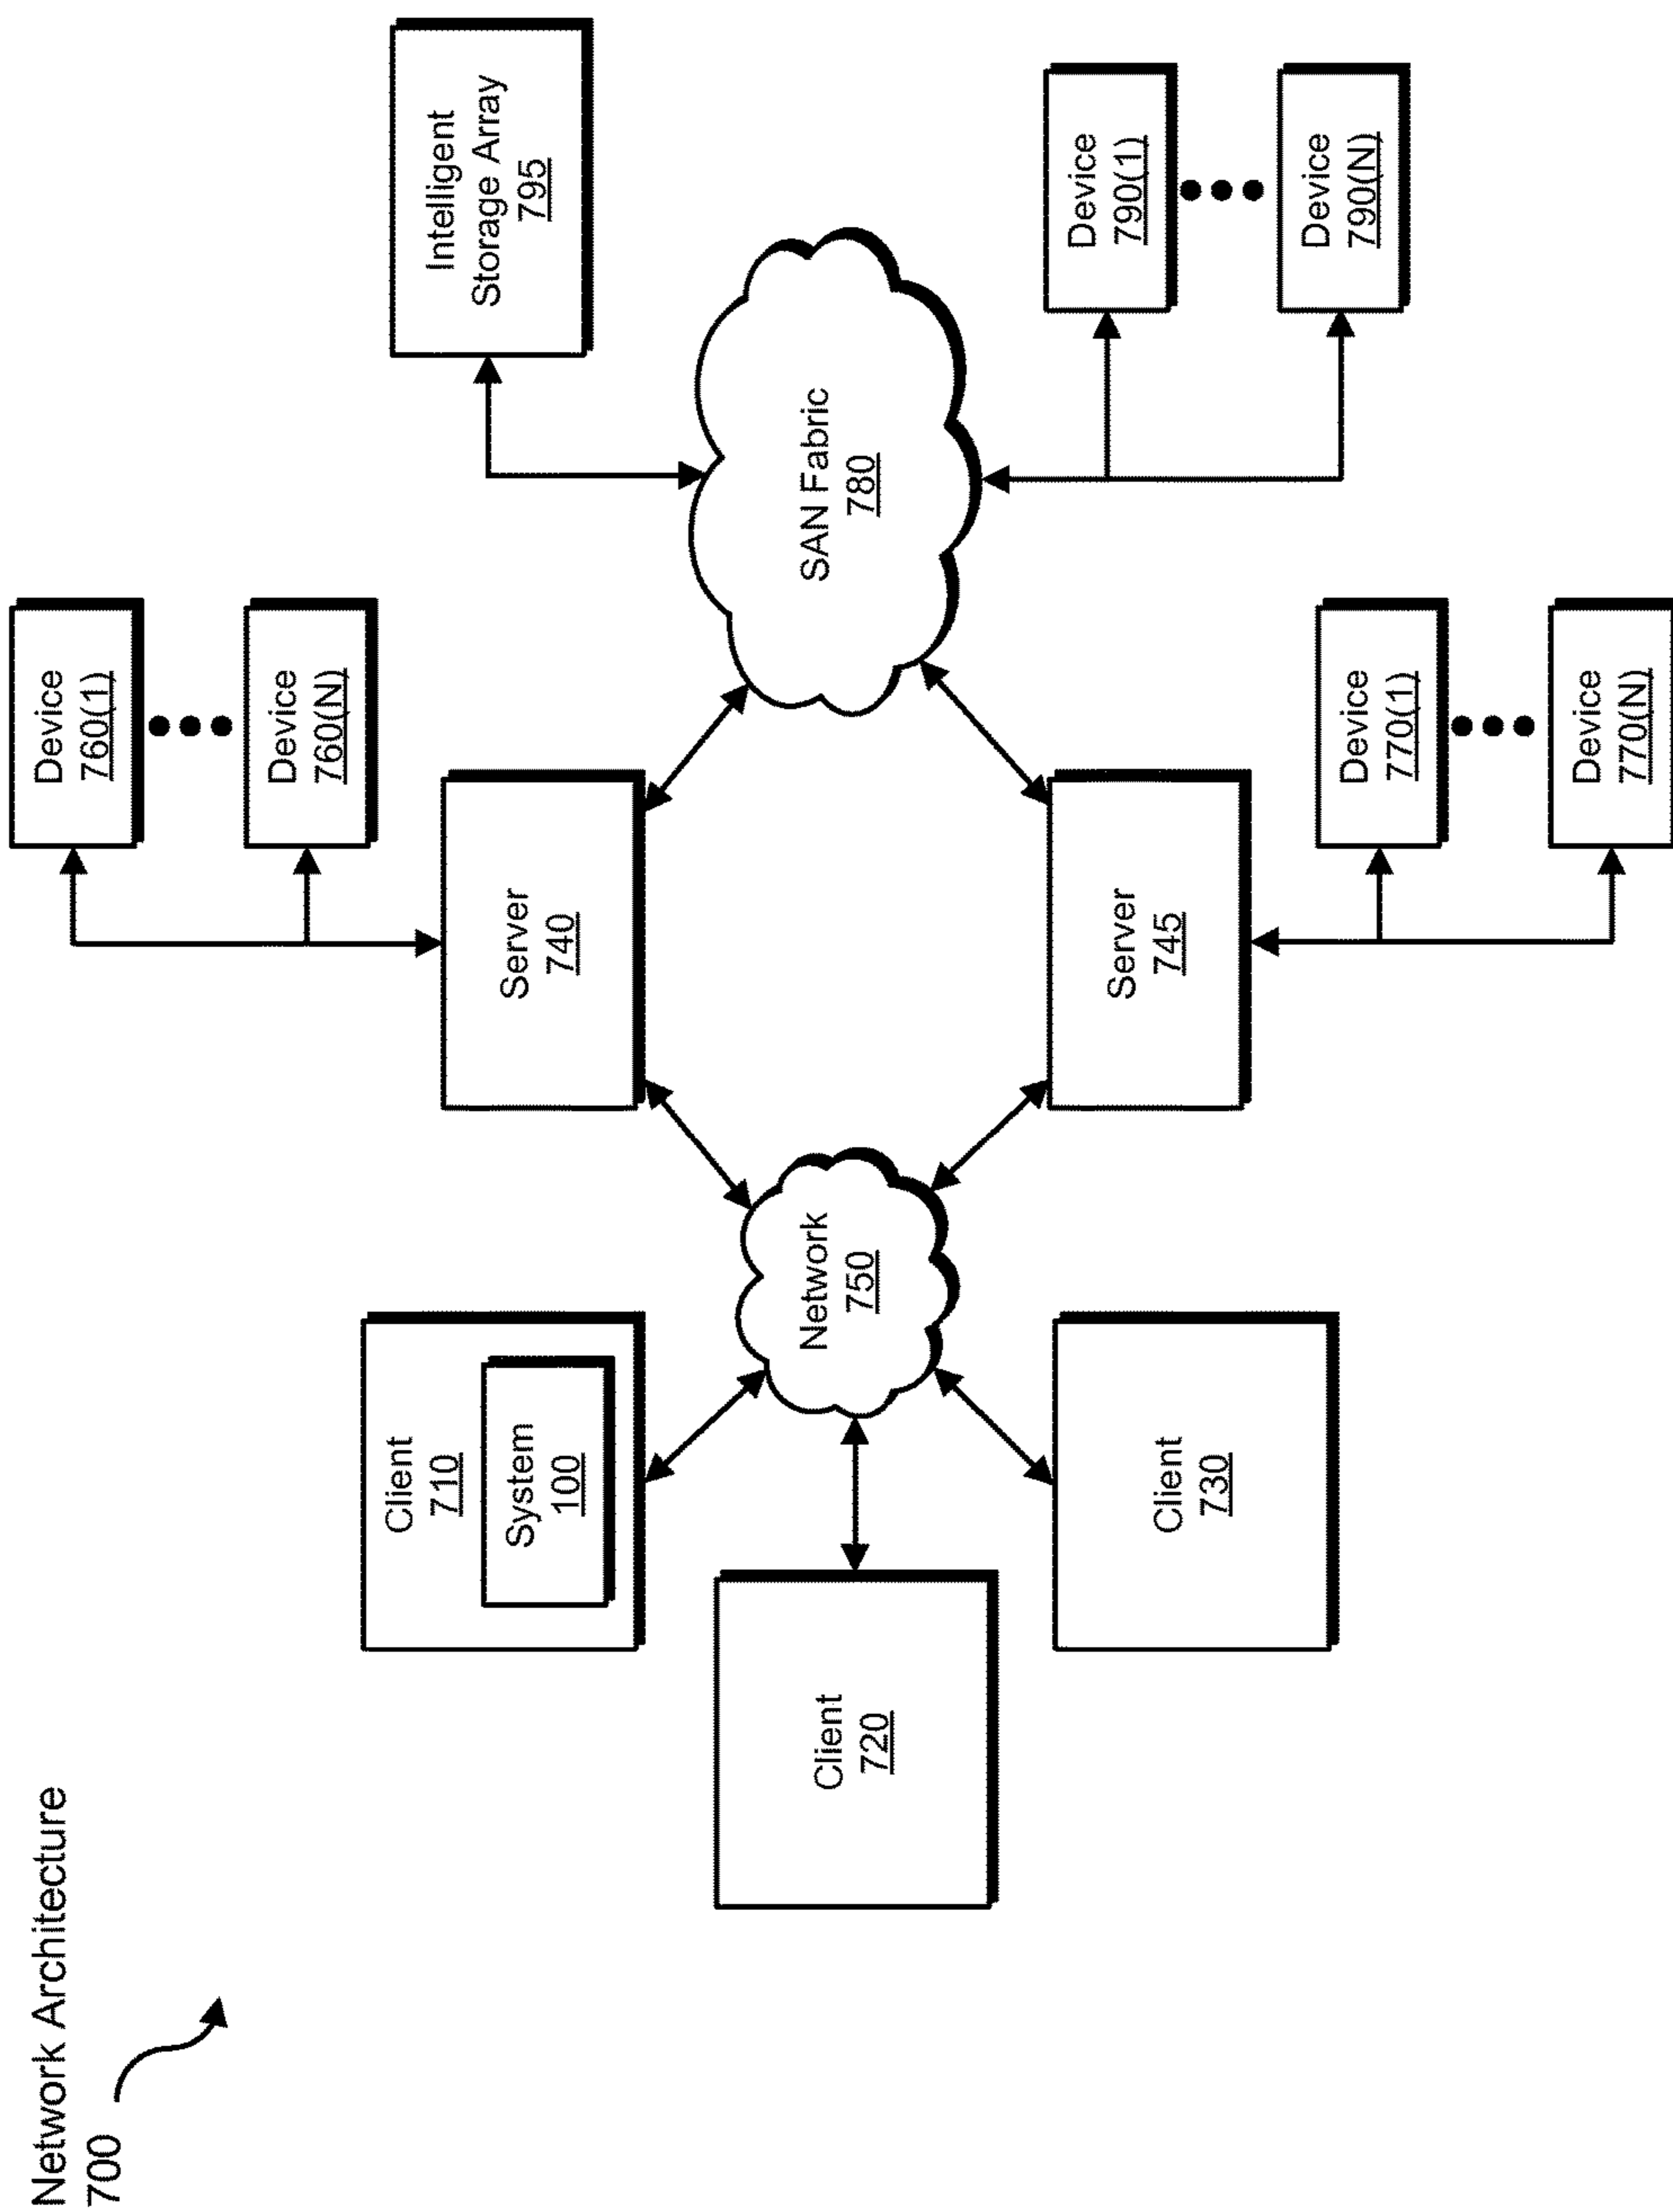 Network Architecture
700
Client
710
System
100
Client
720
Client
730
Network
750
Server
740
Server
745
Device
760(1)
Device
760(N)
Device
770(1)
Device
770(N)
SAN Fabric
780
Intelligent
Storage Array
795
Device
790(1)
Device
790(N)